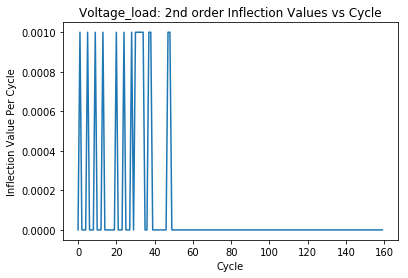 Voltage_load: 2nd order Inflection Values vs Cycle
0.0010
0.0008
0.0006
0.0004
0.0002
0.0000
Inflection Value Per Cycle
0 20 40 60 80 100 120 140 160
Cycle